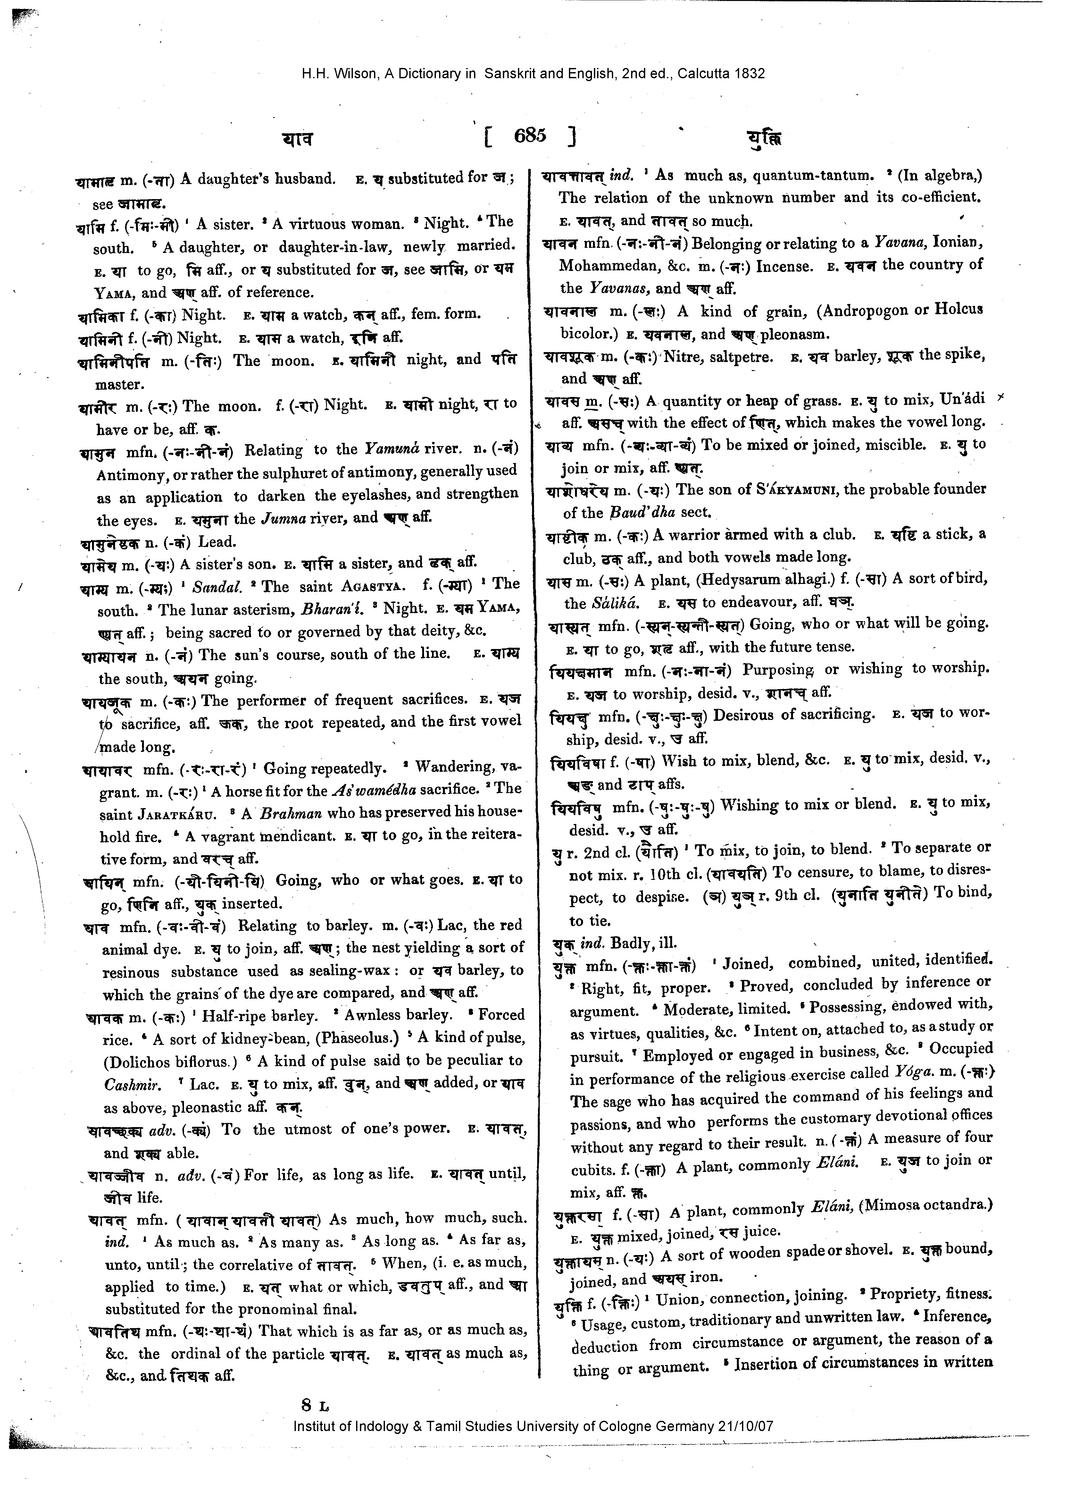 H.H. Wilson, A Dictionary in Sanskrit and English, 2nd ed., Calcutta 1832
याव [ 685 ] युक्ति
यामातृ m. (-ता) A daughter's husband. E. य substituted for ज;
see जामातृ.
यामि f. (-मिः-मी) ¹ A sister. ² A virtuous woman. ³ Night. ⁴ The
south. ⁵ A daughter, or daughter-in-law, newly married.
E. या to go, मि aff., or य substituted for ज, see जामि, or यम
YAMA, and अण् aff. of reference.
यामिका f. (-का) Night. E. याम a watch, कन् aff., fem. form.
यामिनी f. (-नी) Night. E. याम a watch, इनि aff.
यामिनीपति m. (-तिः) The moon. E. यामिनी night, and पति
master.
यामीर m. (-रः) The moon. f. (-रा) Night. E. यामी night, रा to
have or be, aff. क.
यामुन mfn. (-नः-नी-नं) Relating to the Yamuná river. n. (-नं)
Antimony, or rather the sulphuret of antimony, generally used
as an application to darken the eyelashes, and strengthen
the eyes. E. यमुना the Jumna river, and अण् aff.
यामुनेष्टक n. (-कं) Lead.
यामेय m. (-यः) A sister's son. E. यामि a sister, and ढक् aff.
याम्य m. (-म्यः) ¹ Sandal. ² The saint AGASTYA. f. (-म्या) ¹ The
south. ² The lunar asterism, Bharan'í. ³ Night. E. यम YAMA,
ण्यत् aff.; being sacred to or governed by that deity, &c.
याम्यायन n. (-नं) The sun's course, south of the line. E. याम्य
the south, अयन going.
यायजूक m. (-कः) The performer of frequent sacrifices. E. यज
to sacrifice, aff. ऊक, the root repeated, and the first vowel
made long.
यायावर mfn. (-रः-रा-रं) ¹ Going repeatedly. ² Wandering, va-
grant. m. (-रः) ¹ A horse fit for the As'wamédha sacrifice. ² The
saint JARATKÁRU. ³ A Brahman who has preserved his house-
hold fire. ⁴ A vagrant mendicant. E. या to go, in the reitera-
tive form, and वरच् aff.
यायिन् mfn. (-यी-यिनी-यि) Going, who or what goes. E. या to
go, णिनि aff., युक् inserted.
याव mfn. (-वः-वी-वं) Relating to barley. m. (-वः) Lac, the red
animal dye. E. यु to join, aff. अण्; the nest yielding a sort of
resinous substance used as sealing-wax: or यव barley, to
which the grains of the dye are compared, and अण् aff.
यावक m. (-कः) ¹ Half-ripe barley. ² Awnless barley. ³ Forced
rice. ⁴ A sort of kidney-bean, (Phaseolus.) ⁵ A kind of pulse,
(Dolichos biflorus.) ⁶ A kind of pulse said to be peculiar to
Cashmir. ⁷ Lac. E. यु to mix, aff. वुन्, and अण् added, or याव
as above, pleonastic aff. कन्.
यावच्छक्य adv. (-क्यं) To the utmost of one's power. E. यावत्,
and शक्य able.
यावज्जीव n. adv. (-वं) For life, as long as life. E. यावत् until,
जीव life.
यावत् mfn. (यावान् यावती यावत्) As much, how much, such.
ind. ¹ As much as. ² As many as. ³ As long as. ⁴ As far as,
unto, until; the correlative of तावत्. ⁵ When, (i. e. as much,
applied to time.) E. यत् what or which, डवतुप् aff., and आ
substituted for the pronominal final.
यावतिथ mfn. (-थः-था-थं) That which is as far as, or as much as,
&c. the ordinal of the particle यावत्. E. यावत् as much as,
&c., and तिथक aff.
यावत्तावत् ind. ¹ As much as, quantum-tantum. ² (In algebra,)
The relation of the unknown number and its co-efficient.
E. यावत्, and तावत् so much.
यावन mfn. (-नः-नी-नं) Belonging or relating to a Yavana, Ionian,
Mohammedan, &c. m. (-नः) Incense. E. यवन the country of
the Yavanas, and अण् aff.
यावनाल m. (-लः) A kind of grain, (Andropogon or Holcus
bicolor.) E. यवनाल, and अण् pleonasm.
यावशूक m. (-कः) Nitre, saltpetre. E. यव barley, शूक the spike,
and अण् aff.
यावस m. (-सः) A quantity or heap of grass. E. यु to mix, Un'ádi
aff. असच् with the effect of णित्, which makes the vowel long.
याव्य mfn. (-व्यः-व्या-व्यं) To be mixed or joined, miscible. E. यु to
join or mix, aff. ण्यत्.
याशोधरेय m. (-यः) The son of S'ÁKYAMUNI, the probable founder
of the Baud'dha sect.
याष्टीक m. (-कः) A warrior armed with a club. E. यष्टि a stick, a
club, ठक् aff., and both vowels made long.
यास m. (-सः) A plant, (Hedysarum alhagi.) f. (-सा) A sort of bird,
the Sáliká. E. यस to endeavour, aff. घञ्.
यास्यत् mfn. (-स्यन्-स्यन्ती-स्यत्) Going, who or what will be going.
E. या to go, शतृ aff., with the future tense.
यियक्षमान mfn. (-नः-ना-नं) Purposing or wishing to worship.
E. यज to worship, desid. v., शानच् aff.
यियक्षु mfn. (-क्षुः-क्षुः-क्षु) Desirous of sacrificing. E. यज to wor-
ship, desid. v., उ aff.
यियविषा f. (-षा) Wish to mix, blend, &c. E. यु to mix, desid. v.,
अङ् and टाप् affs.
यियविषु mfn. (-षुः-षुः-षु) Wishing to mix or blend. E. यु to mix,
desid. v., उ aff.
यु r. 2nd cl. (यौति) ¹ To mix, to join, to blend. ² To separate or
not mix. r. 10th cl. (यावयति) To censure, to blame, to disres-
pect, to despise. (ञ) युञ् r. 9th cl. (युनाति युनीते) To bind,
to tie.
युक् ind. Badly, ill.
युक्त mfn. (-क्तः-क्ता-क्तं) ¹ Joined, combined, united, identified.
² Right, fit, proper. ³ Proved, concluded by inference or
argument. ⁴ Moderate, limited. ⁵ Possessing, endowed with,
as virtues, qualities, &c. ⁶ Intent on, attached to, as a study or
pursuit. ⁷ Employed or engaged in business, &c. ⁸ Occupied
in performance of the religious exercise called Yóga. m. (-क्तः)
The sage who has acquired the command of his feelings and
passions, and who performs the customary devotional offices
without any regard to their result. n. (-क्तं) A measure of four
cubits. f. (-क्ता) A plant, commonly Eláni. E. युज to join or
mix, aff. क्त.
युक्तरसा f. (-सा) A plant, commonly Eláni, (Mimosa octandra.)
E. युक्त mixed, joined, रस juice.
युक्तायस् n. (-यः) A sort of wooden spade or shovel. E. युक्त bound,
joined, and अयस् iron.
युक्ति f. (-क्तिः) ¹ Union, connection, joining. ² Propriety, fitness.
³ Usage, custom, traditionary and unwritten law. ⁴ Inference,
deduction from circumstance or argument, the reason of a
thing or argument. ⁵ Insertion of circumstances in written
8 L
Institut of Indology & Tamil Studies University of Cologne Germany 21/10/07